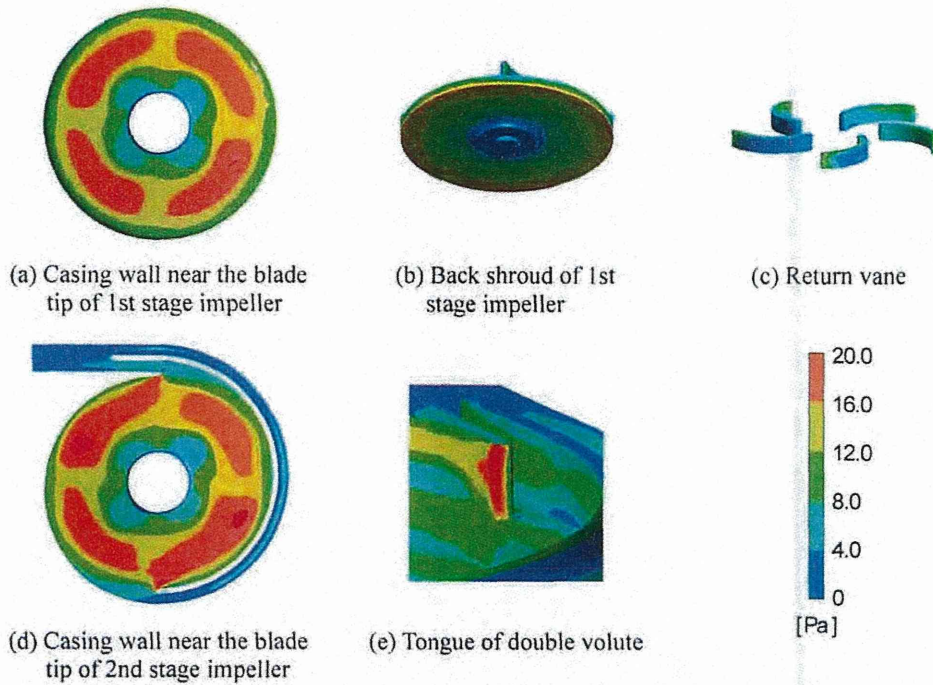 (a) Casing wall near the blade
tip of 1st stage impeller
(b) Back shroud of 1st
stage impeller
(c) Return vane
(d) Casing wall near the blade
tip of 2nd stage impeller
(e) Tongue of double volute
20.0
16.0
12.0
8.0
4.0
0
[Pa]